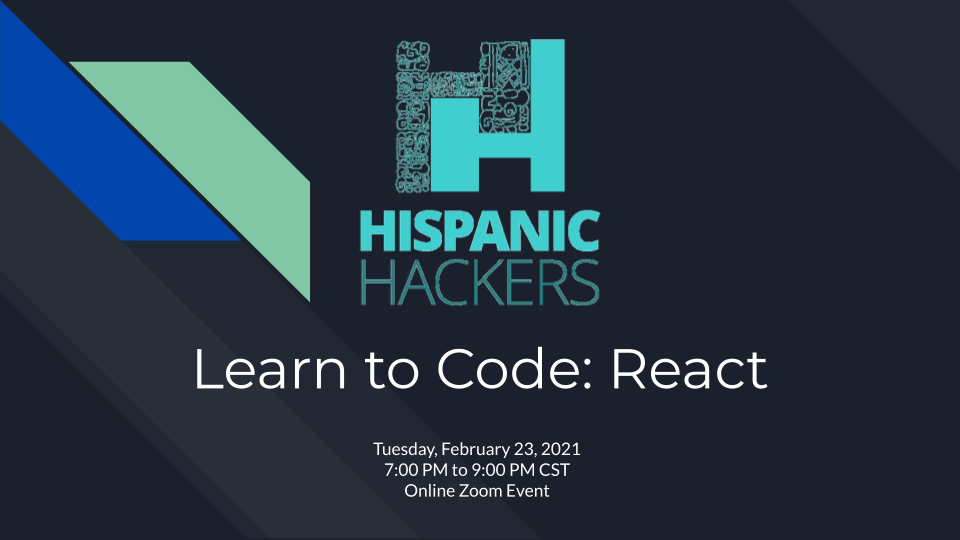 H
HISPANIC
HACKERS
Learn to Code: React
Tuesday, February 23, 2021
7:00 PM to 9:00 PM CST
Online Zoom Event